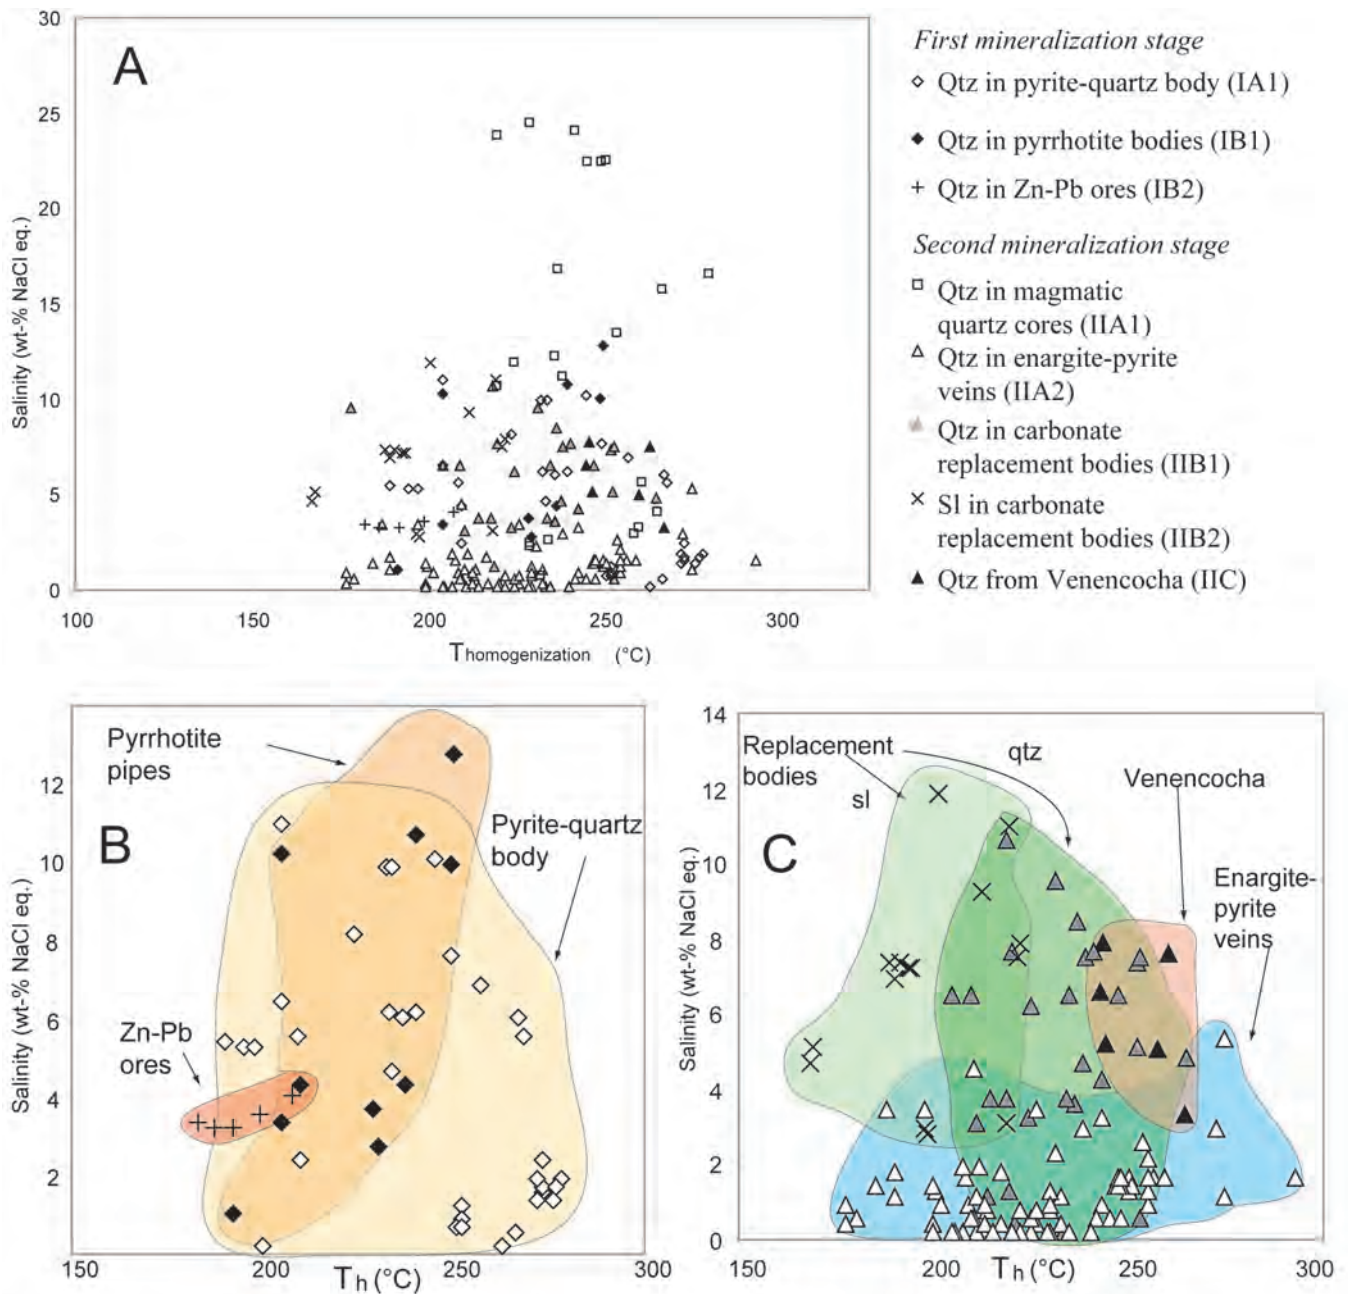 30
25
20
15
10
5
0
Salinity (wt-% NaCl eq.)
A
100
150
200
250
300
Thomogenization (°C)
First mineralization stage
Qtz in pyrite-quartz body (IA1)
Qtz in pyrrhotite bodies (IB1)
Qtz in Zn-Pb ores (IB2)
Second mineralization stage
Qtz in magmatic
quartz cores (IIA1)
Qtz in enargite-pyrite
veins (IIA2)
Qtz in carbonate
replacement bodies (IIB1)
Sl in carbonate
replacement bodies (IIB2)
Qtz from Venencocha (IIC)
Pyrrhotite
pipes
12
B
Pyrite-quartz
body
10
8
6
Zn-Pb
ores
4
2
Salinity (wt-% NaCl eq.)
150
200
250
300
Th (°C)
14
Replacement
bodies
qtz
sl
Venencocha
12
C
10
Enargite-
pyrite
veins
8
6
4
2
0
Salinity (wt-% NaCl eq.)
150
200
250
300
Th (°C)